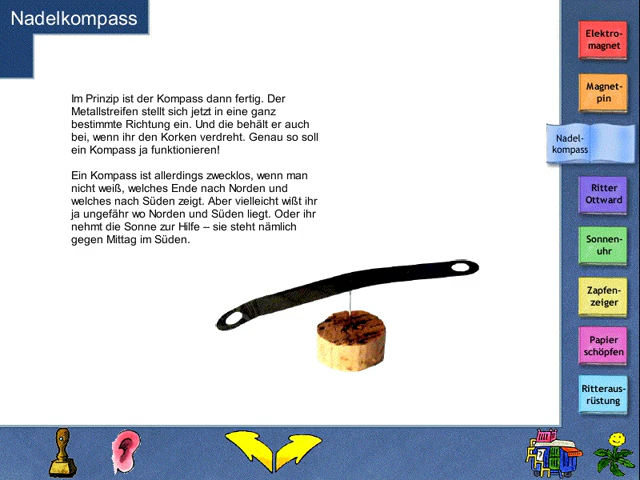 Nadelkompass
Im Prinzip ist der Kompass dann fertig. Der
Metallstreifen stellt sich jetzt in eine ganz
bestimmte Richtung ein. Und die behält er auch
bei, wenn ihr den Korken verdreht. Genau so soll
ein Kompass ja funktionieren!
Ein Kompass ist allerdings zwecklos, wenn man
nicht weiß, welches Ende nach Norden und
welches nach Süden zeigt. Aber vielleicht wißt ihr
ja ungefähr wo Norden und Süden liegt. Oder ihr
nehmt die Sonne zur Hilfe – sie steht nämlich
gegen Mittag im Süden.
Elektro-
magnet
Magnet-
pin
Nadel-
kompass
Ritter
Ottward
Sonnen-
uhr
Zapfen-
zeiger
Papier
schöpfen
Ritteraus-
rüstung